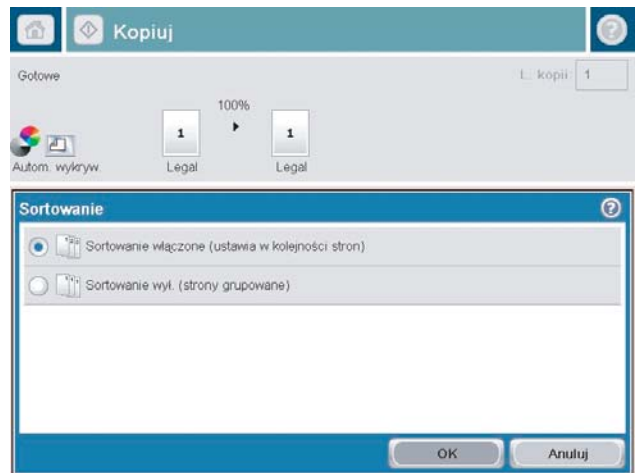 Kopiuj
Gotowe
L. kopii: 1
100%
1 1
Autom. wykryw. Legal Legal
Sortowanie
Sortowanie włączone (ustawia w kolejności stron)
Sortowanie wył. (strony grupowane)
OK Anuluj